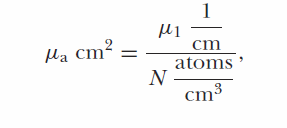 μₐ cm² = (μ₁ 1/cm) / (N atoms/cm³),